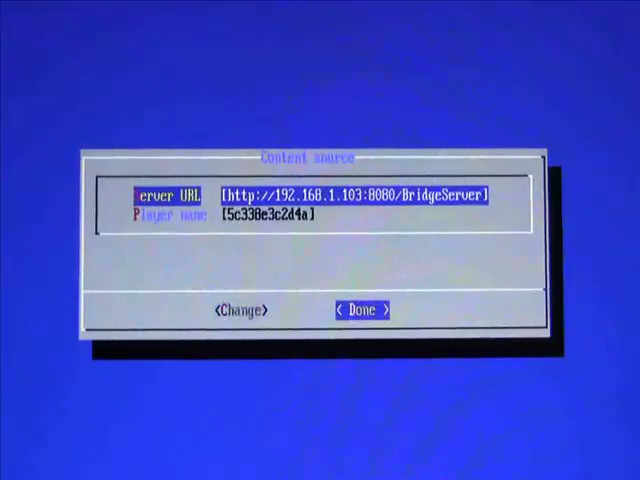 Content source
Server URL [http://192.168.1.103:8080/BridgeServer]
Player name [5c338e3c2d4a]
<Change> < Done >